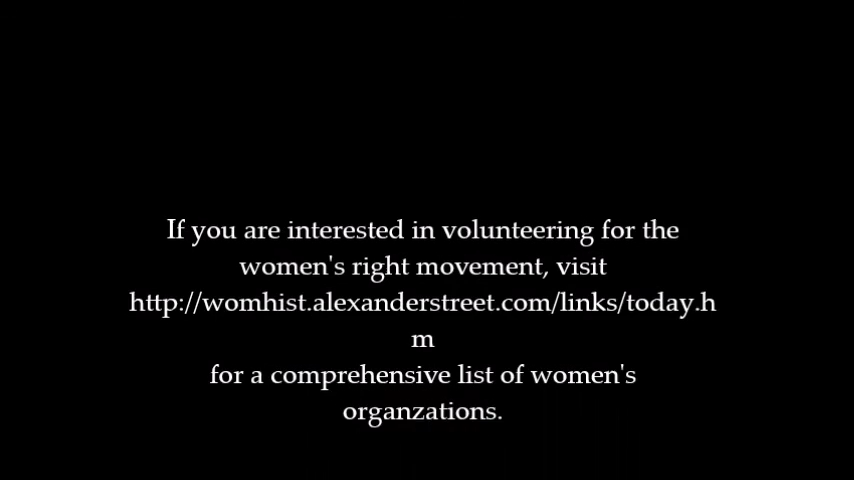 If you are interested in volunteering for the
women's right movement, visit
http://womhist.alexanderstreet.com/links/today.h
m
for a comprehensive list of women's
organzations.